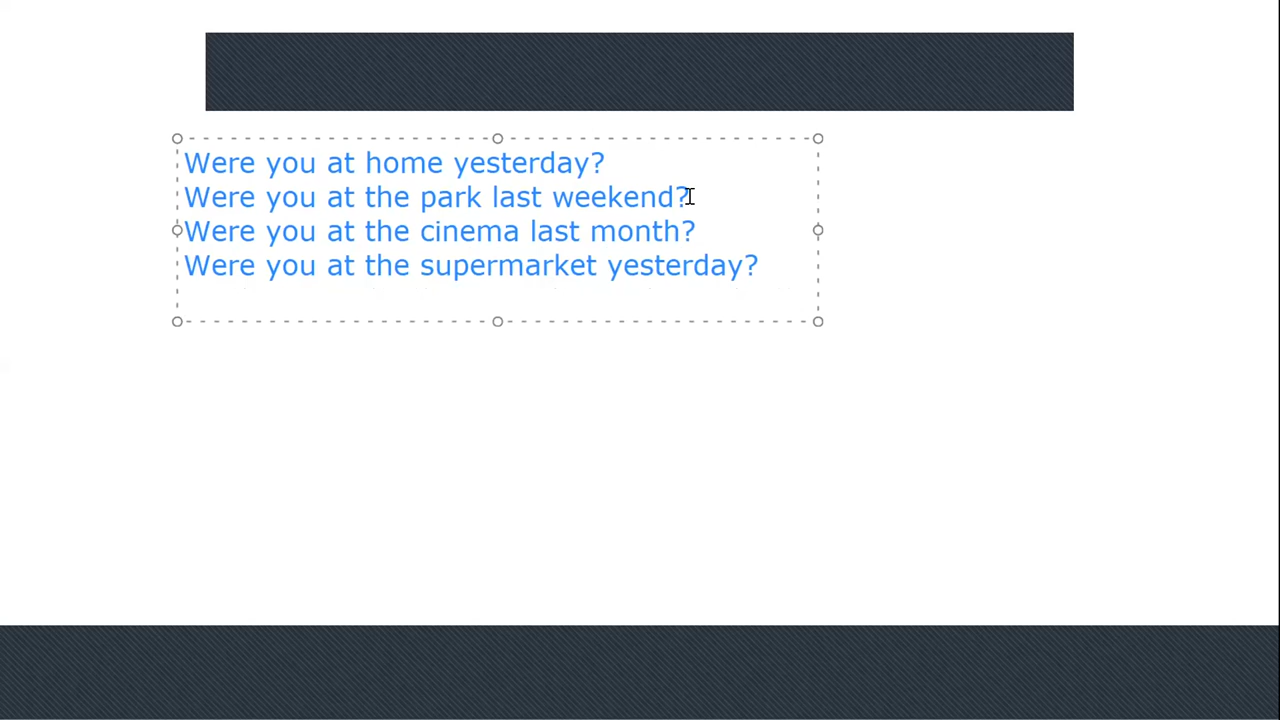 Were you at home yesterday?
Were you at the park last weekend?
Were you at the cinema last month?
Were you at the supermarket yesterday?